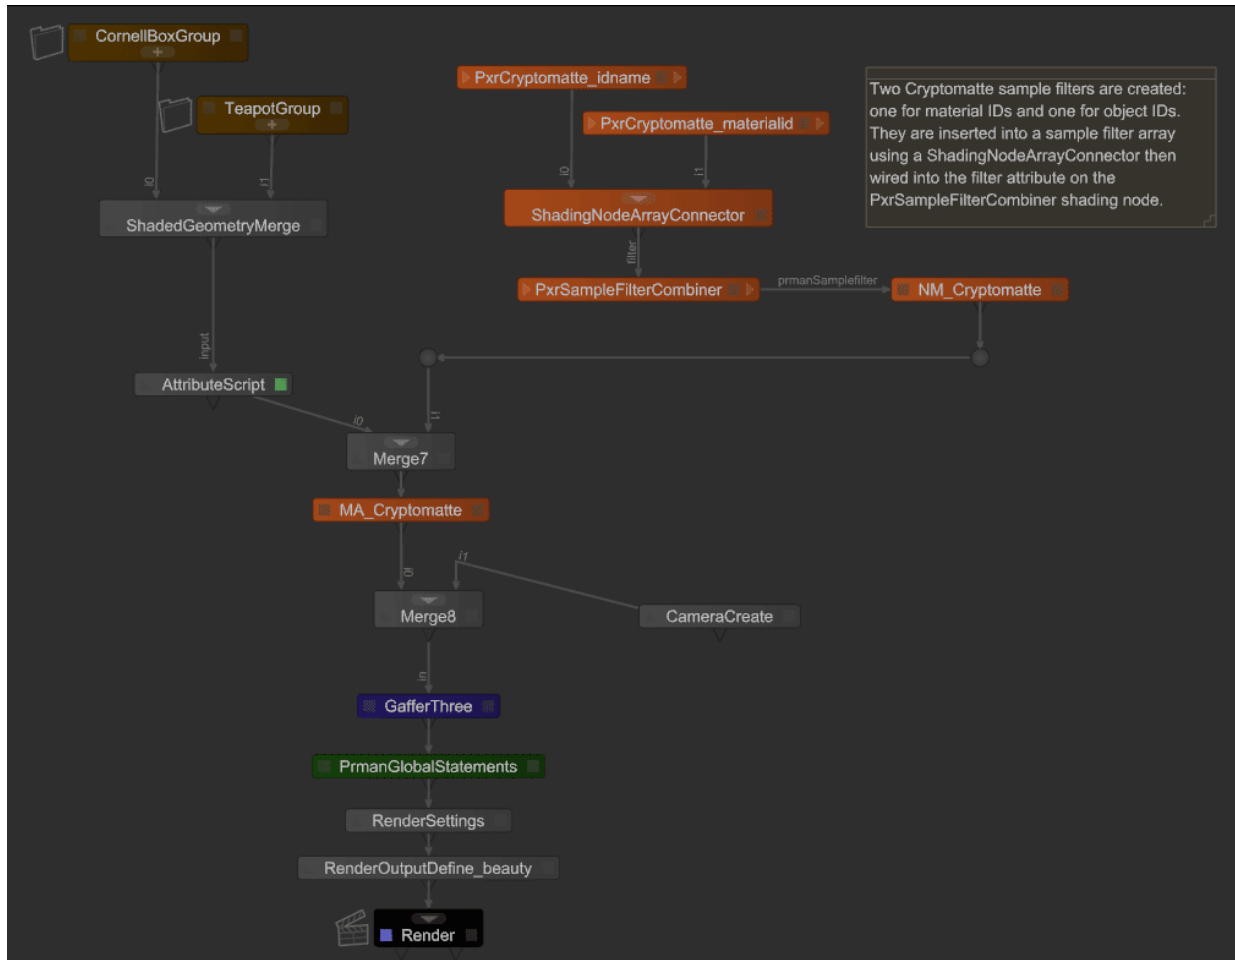 CornellBoxGroup
TeapotGroup
PxrCryptomatte_idname
PxrCryptomatte_materialid
Two Cryptomatte sample filters are created:
one for material IDs and one for object IDs.
They are inserted into a sample filter array
using a ShadingNodeArrayConnector then
wired into the filter attribute on the
PxrSampleFilterCombiner shading node.
i0
i1
i0
i1
ShadedGeometryMerge
ShadingNodeArrayConnector
filter
PxrSampleFilterCombiner
prmanSamplefilter
NM_Cryptomatte
input
AttributeScript
i0
i1
Merge7
MA_Cryptomatte
i0
i1
Merge8
CameraCreate
in
GafferThree
PrmanGlobalStatements
RenderSettings
RenderOutputDefine_beauty
Render